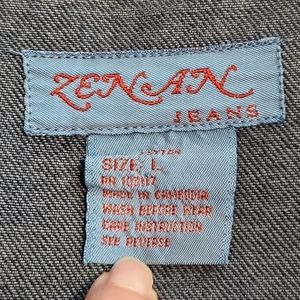 ZENAN
JEANS
SIZE: L
MADE IN CAMBODIA
WASH BEFORE WEAR
CARE INSTRUCTION
SEE REVERSE